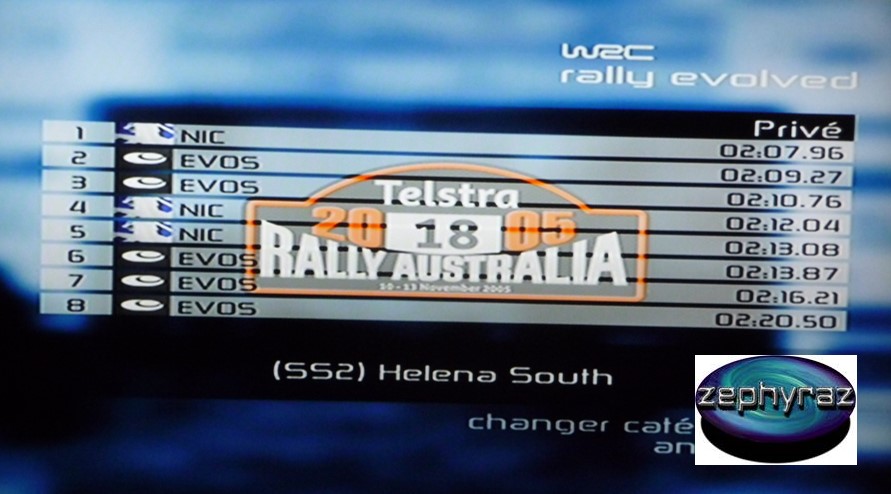 WRC
rally evolved
Privé
1 NIC 02:07.96
2 EVOS 02:09.27
3 EVOS 02:10.76
4 NIC 02:12.04
5 NIC 02:13.08
6 EVOS 02:13.87
7 EVOS 02:16.21
8 EVOS 02:20.50
Telstra
20 18 05
RALLY AUSTRALIA
10 - 13 November 2005
(SS2) Helena South
changer caté
an
zephyraz